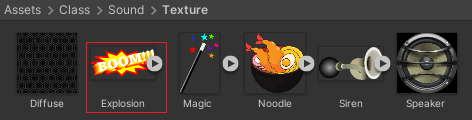 Assets > Class > Sound > Texture
BOOM!!!
Diffuse Explosion Magic Noodle Siren Speaker